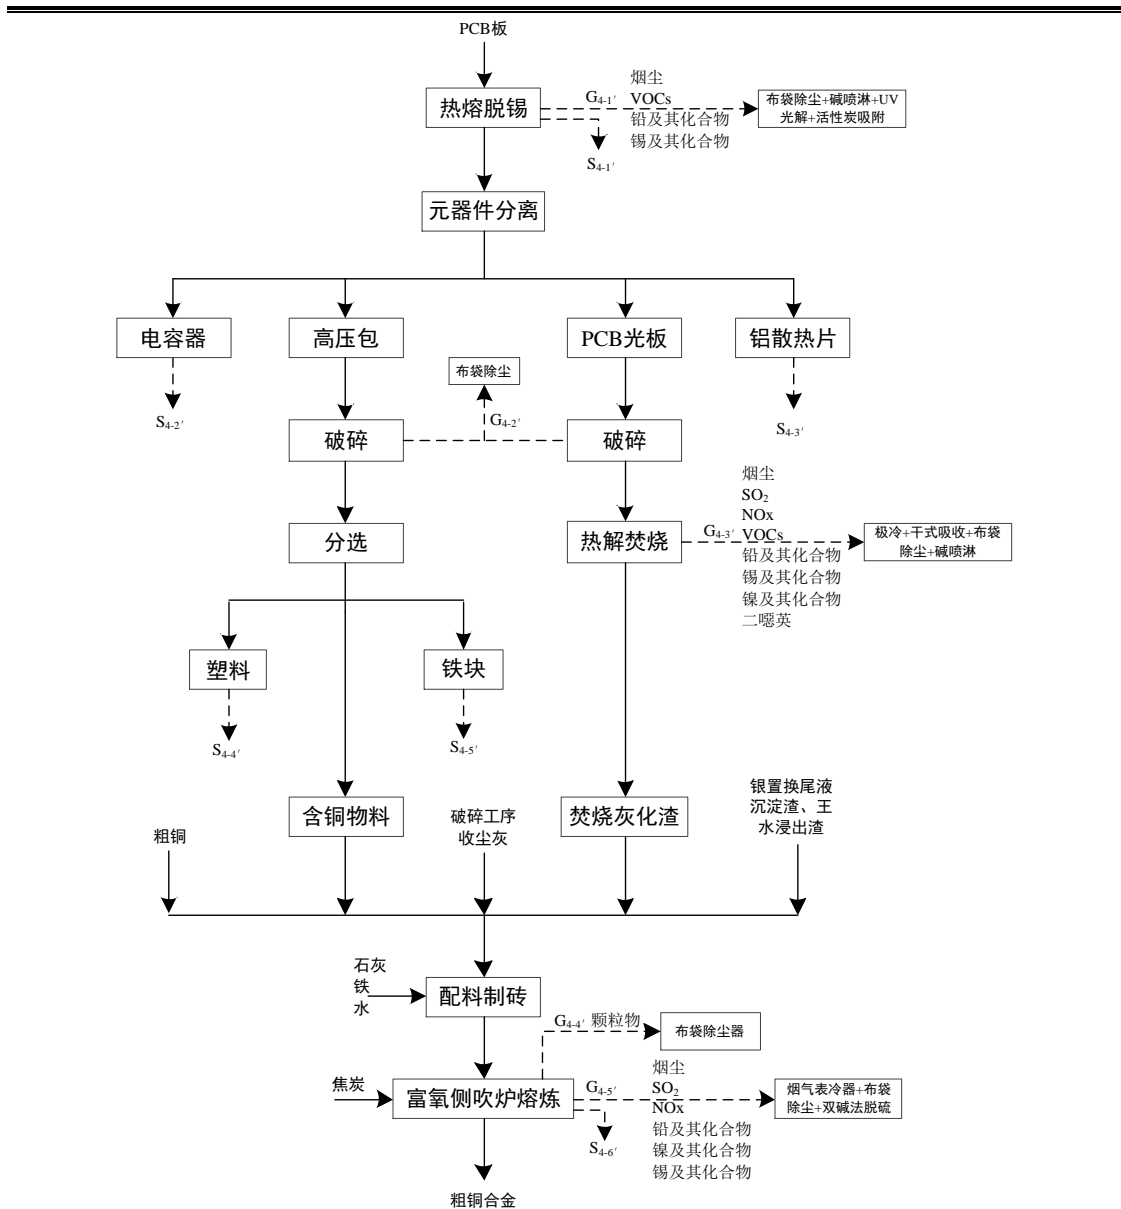 PCB板
烟尘
G4-1′
VOCs
热熔脱锡
布袋除尘+碱喷淋+UV
光解+活性炭吸附
铅及其化合物
锡及其化合物
S4-1′
元器件分离
电容器
高压包
PCB光板
铝散热片
布袋除尘
S4-2′
G4-2′
S4-3′
破碎
破碎
烟尘
SO2
NOx
G4-3′
VOCs
分选
热解焚烧
极冷+干式吸收+布袋
除尘+碱喷淋
铅及其化合物
锡及其化合物
镍及其化合物
二噁英
塑料
铁块
S4-4′
S4-5′
银置换尾液
沉淀渣、王
水浸出渣
含铜物料
破碎工序
收尘灰
焚烧灰化渣
粗铜
石灰
铁
水
配料制砖
G4-4′ 颗粒物
布袋除尘器
烟尘
焦炭
富氧侧吹炉熔炼
G4-5′
SO2
NOx
烟气表冷器+布袋
除尘+双碱法脱硫
铅及其化合物
镍及其化合物
锡及其化合物
S4-6′
粗铜合金